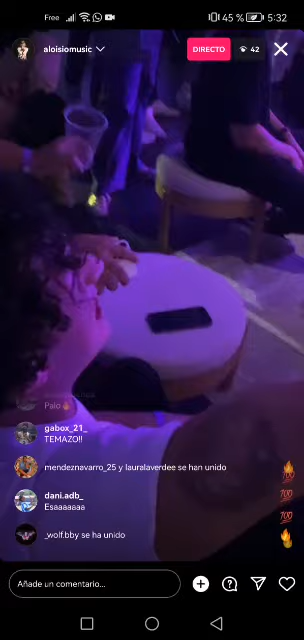 Free 45 % 5:32
aloisiomusic DIRECTO 42
Palo🔥
gabox_21_
TEMAZO!!
mendeznavarro_25 y lauralaverdee se han unido
dani.adb_
Esaaaaaaa
_wolf.bby se ha unido
Añade un comentario...